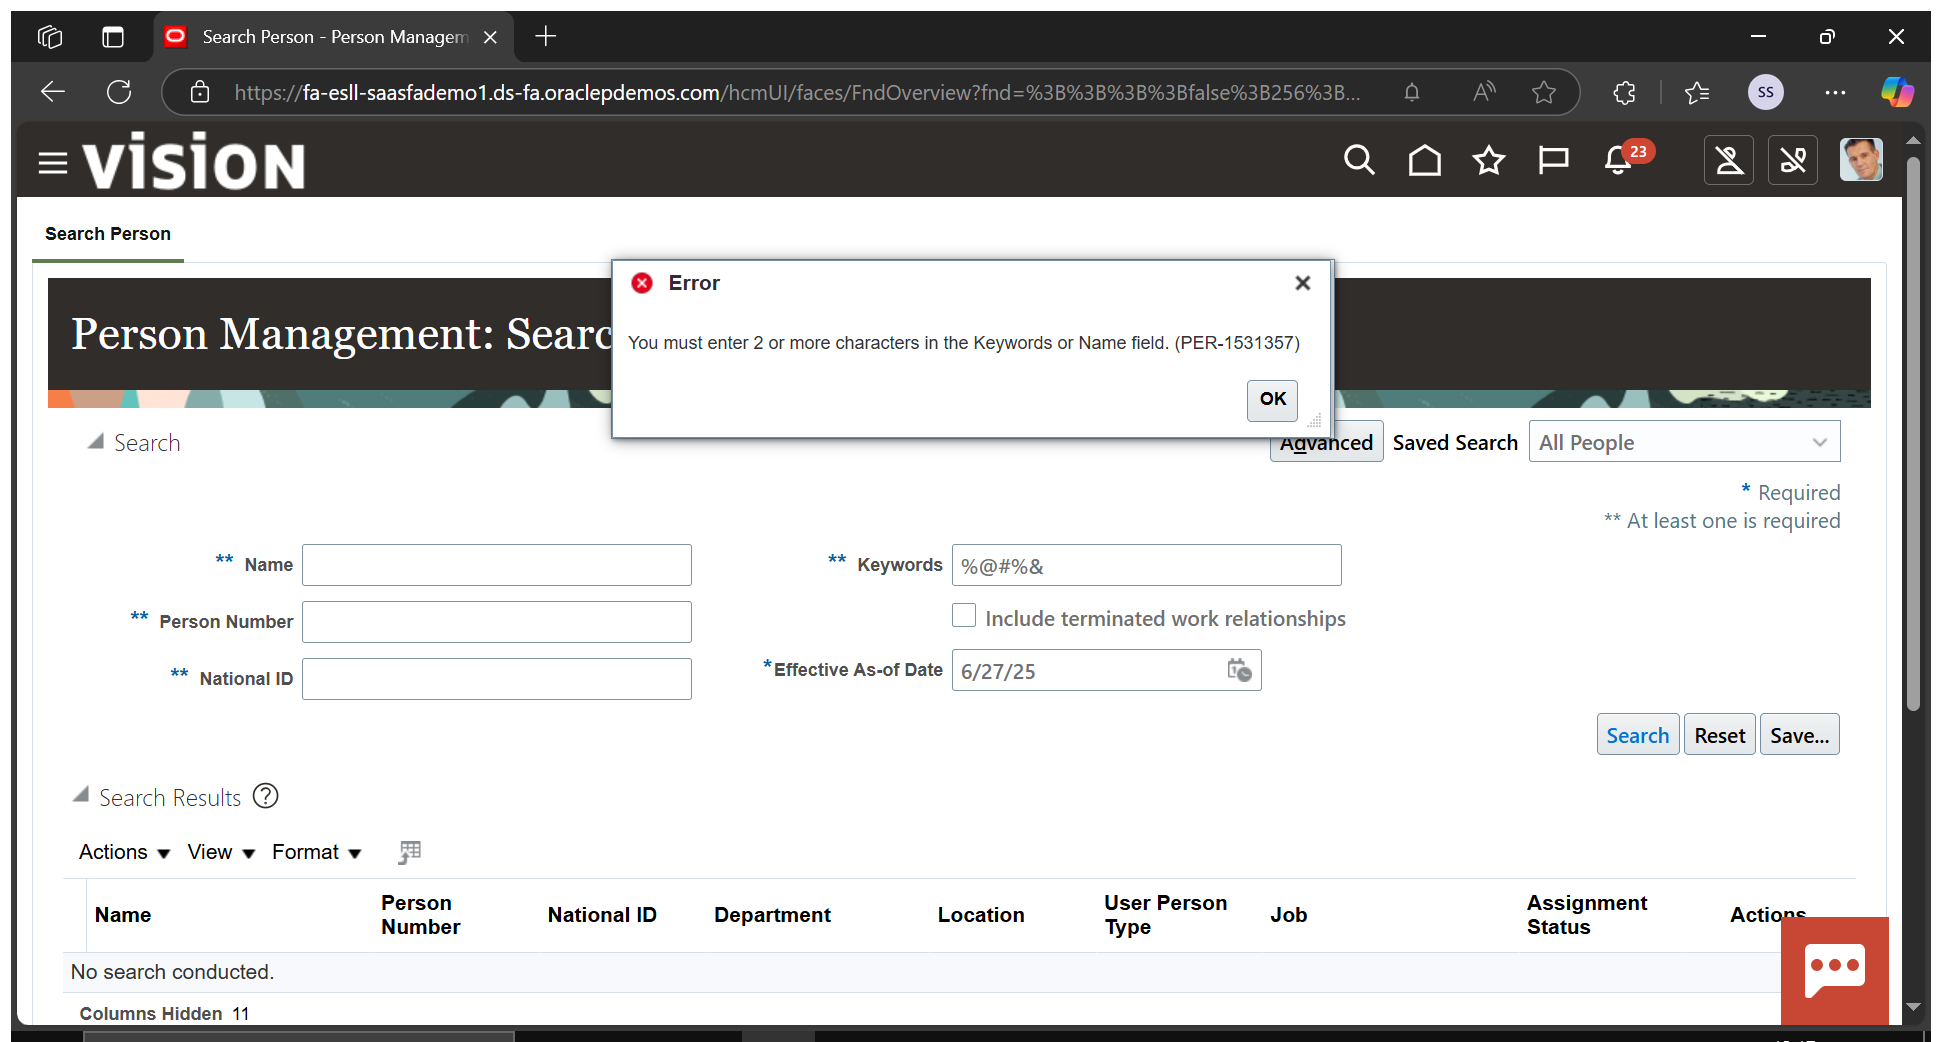 Search Person - Person Managem
https://fa-esll-saasfademo1.ds-fa.oraclepdemos.com/hcmUI/faces/FndOverview?fnd=%3B%3B%3B%3Bfalse%3B256%3B...
SS
VISION
23
Search Person
Error
Person Management: Searc
You must enter 2 or more characters in the Keywords or Name field. (PER-1531357)
OK
Search
Advanced
Saved Search
All People
* Required
** At least one is required
** Name
** Keywords
%@#%&
** Person Number
Include terminated work relationships
** National ID
*Effective As-of Date
6/27/25
Search
Reset
Save...
Search Results ?
Actions
View
Format
Name
Person Number
National ID
Department
Location
User Person Type
Job
Assignment Status
Actions
No search conducted.
Columns Hidden 11